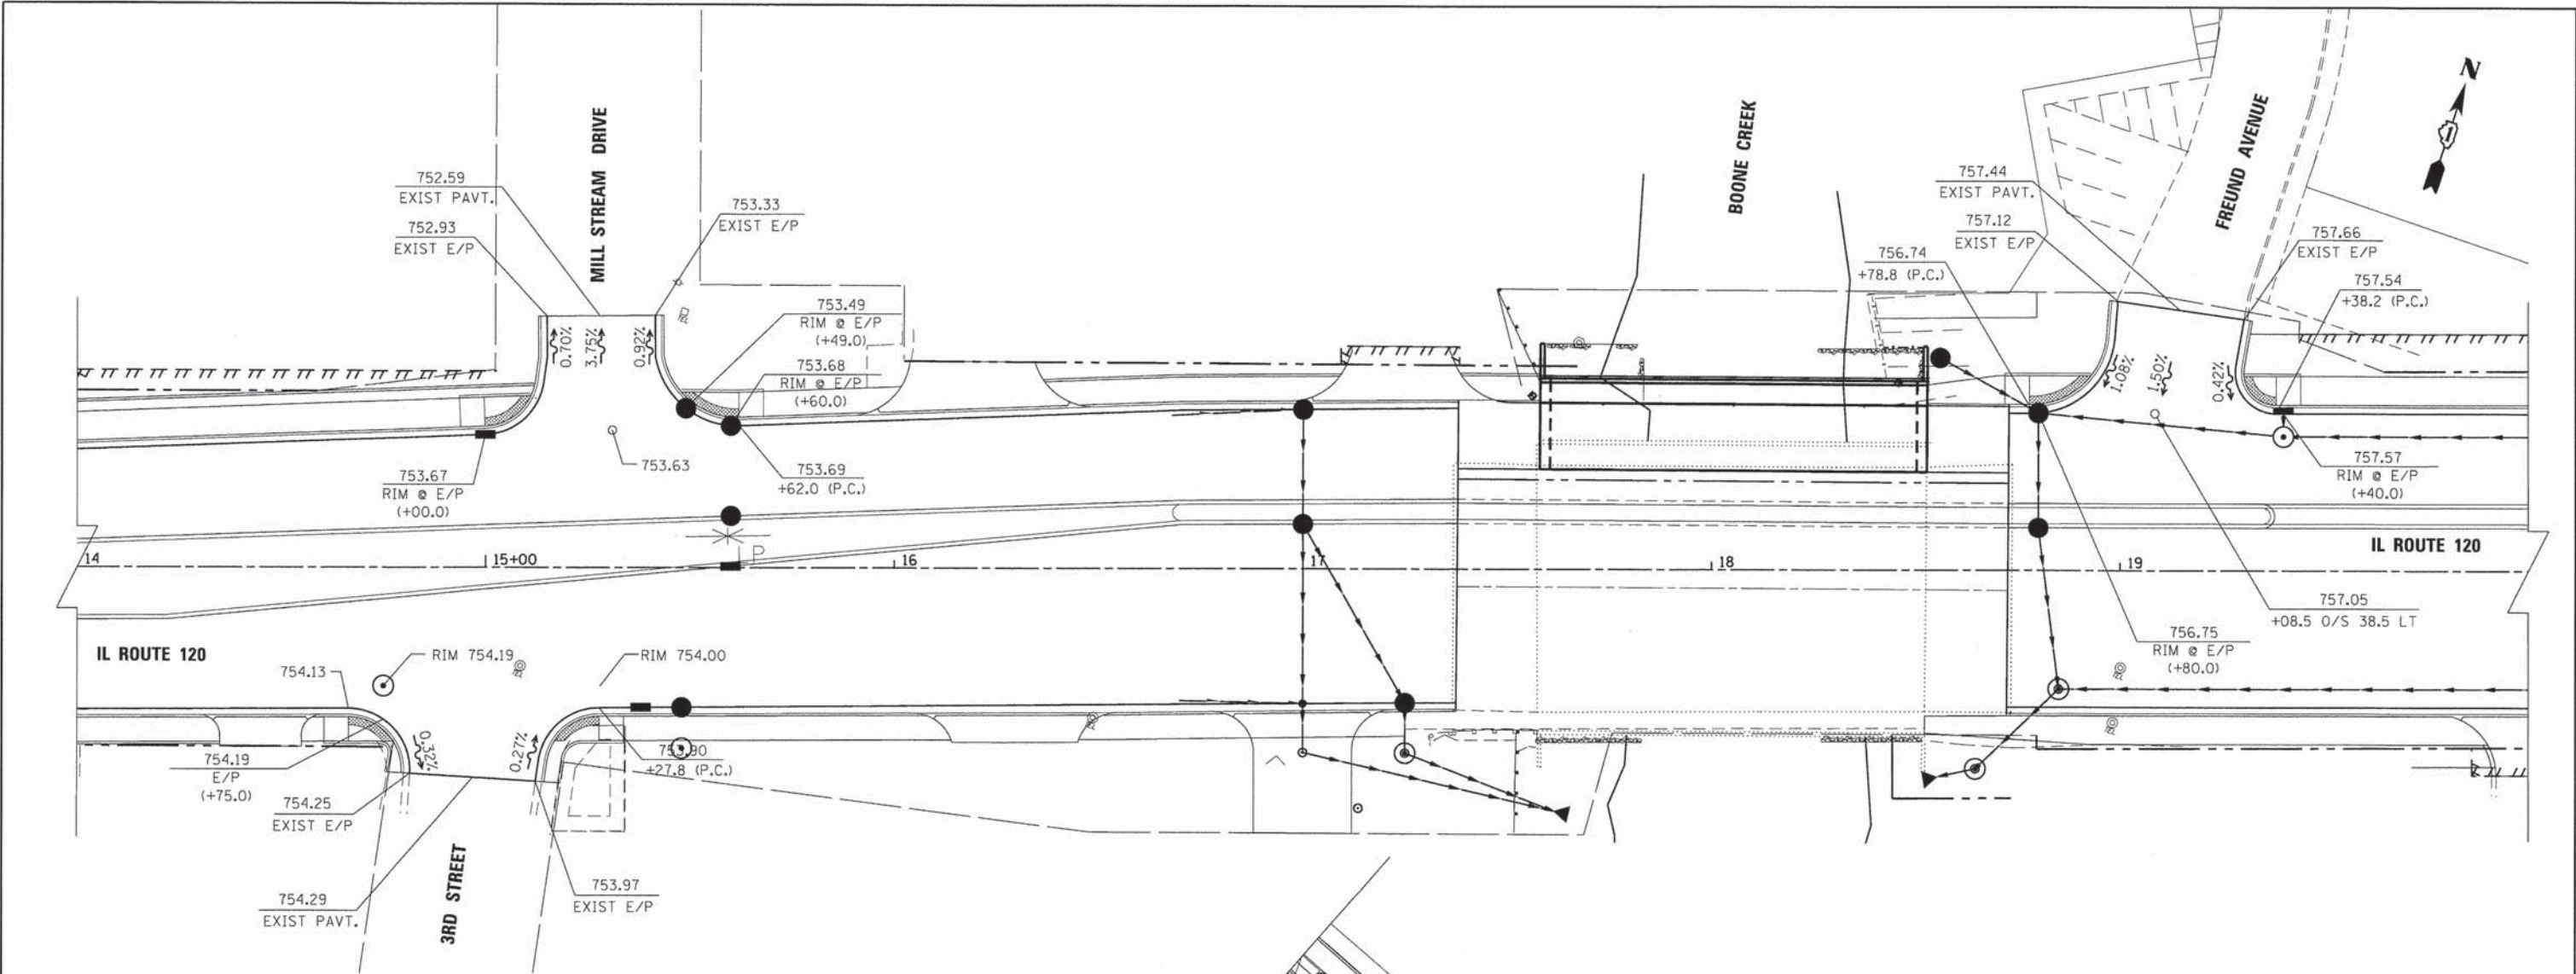 752.59
EXIST PAVT.
752.93
EXIST E/P
MILL STREAM DRIVE
753.33
EXIST E/P
753.49
RIM @ E/P
(+49.0)
753.68
RIM @ E/P
(+60.0)
0.70%
3.75%
0.92%
753.63
753.69
+62.0 (P.C.)
753.67
RIM @ E/P
(+00.0)
BOONE CREEK
757.44
EXIST PAVT.
757.12
EXIST E/P
756.74
+78.8 (P.C.)
FREUND AVENUE
N
757.66
EXIST E/P
757.54
+38.2 (P.C.)
1.08%
1.50%
0.42%
757.57
RIM @ E/P
(+40.0)
14
15+00
LP
16
17
18
19
IL ROUTE 120
757.05
+08.5 O/S 38.5 LT
756.75
RIM @ E/P
(+80.0)
IL ROUTE 120
754.13
RIM 754.19
RIM 754.00
0.32%
0.27%
754.19
E/P
(+75.0)
753.90
+27.8 (P.C.)
754.25
EXIST E/P
3RD STREET
753.97
EXIST E/P
754.29
EXIST PAVT.